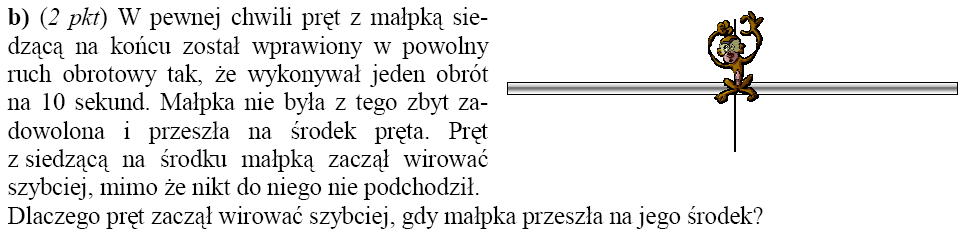 b) (2 pkt) W pewnej chwili pręt z małpką sie-
dzącą na końcu został wprawiony w powolny
ruch obrotowy tak, że wykonywał jeden obrót
na 10 sekund. Małpka nie była z tego zbyt za-
dowolona i przeszła na środek pręta. Pręt
z siedzącą na środku małpką zaczął wirować
szybciej, mimo że nikt do niego nie podchodził.
Dlaczego pręt zaczął wirować szybciej, gdy małpka przeszła na jego środek?